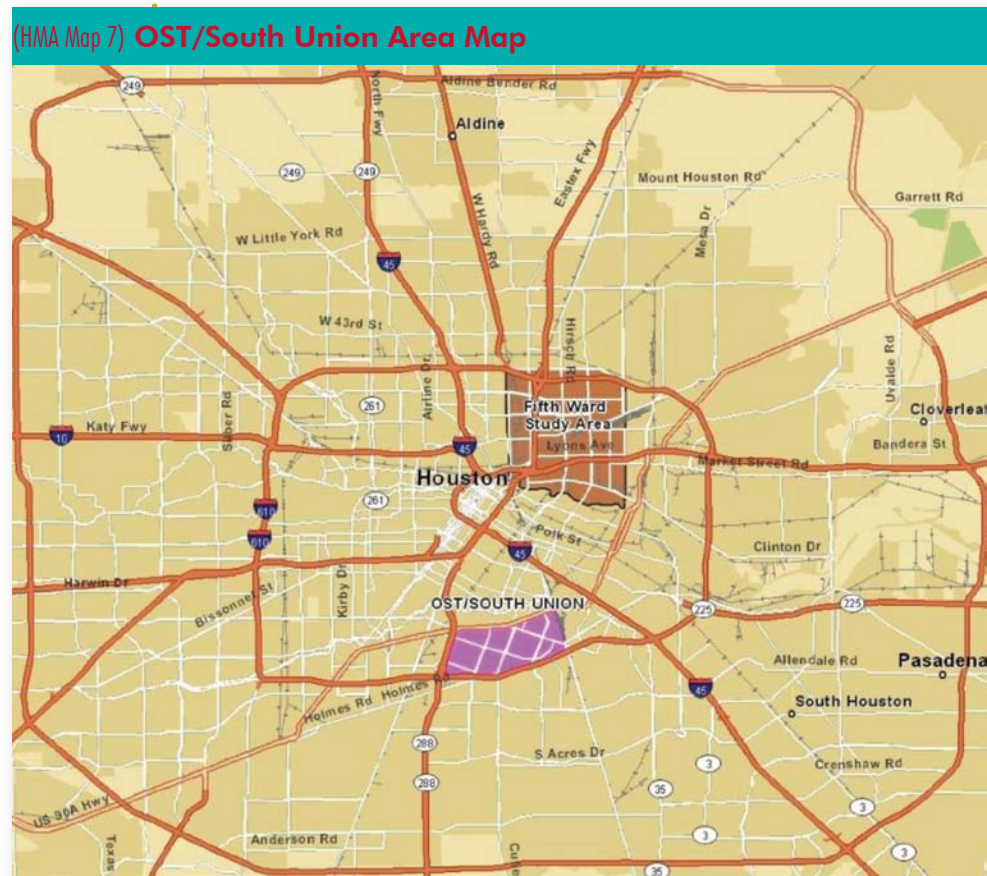 (HMA Map 7) OST/South Union Area Map
249
North Fwy
Aldine Bender Rd
Aldine
249
249
Eastex Fwy
Mount Houston Rd
Garrett Rd
W Hardy Rd
Mesa Dr
W Little York Rd
45
W 43rd St
Hirsch Rd
Uvalde Rd
Airline Dr
261
Silber Rd
Fifth Ward
Study Area
Cloverleaf
10
Katy Fwy
45
Lyons Ave
Bandera St
Market Street Rd
Houston
261
610
610
Polk St
45
Clinton Dr
Harwin Dr
Bissonnet St
Kirby Dr
OST/SOUTH UNION
225
225
Allendale Rd
Pasadena
Holmes Rd
Holmes Rd
45
South Houston
288
S Acres Dr
3
Crenshaw Rd
288
35
3
US 90A Hwy
Anderson Rd
3
3
Texas
Culle
35